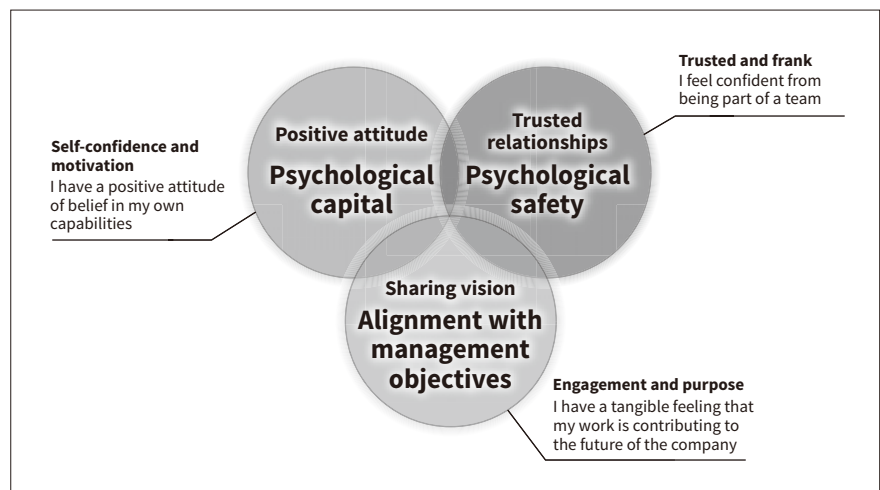 Trusted and frank
I feel confident from
being part of a team
Positive attitude
Psychological
capital
Trusted
relationships
Psychological
safety
Self-confidence and
motivation
I have a positive attitude
of belief in my own
capabilities
Sharing vision
Alignment with
management
objectives
Engagement and purpose
I have a tangible feeling that
my work is contributing to
the future of the company